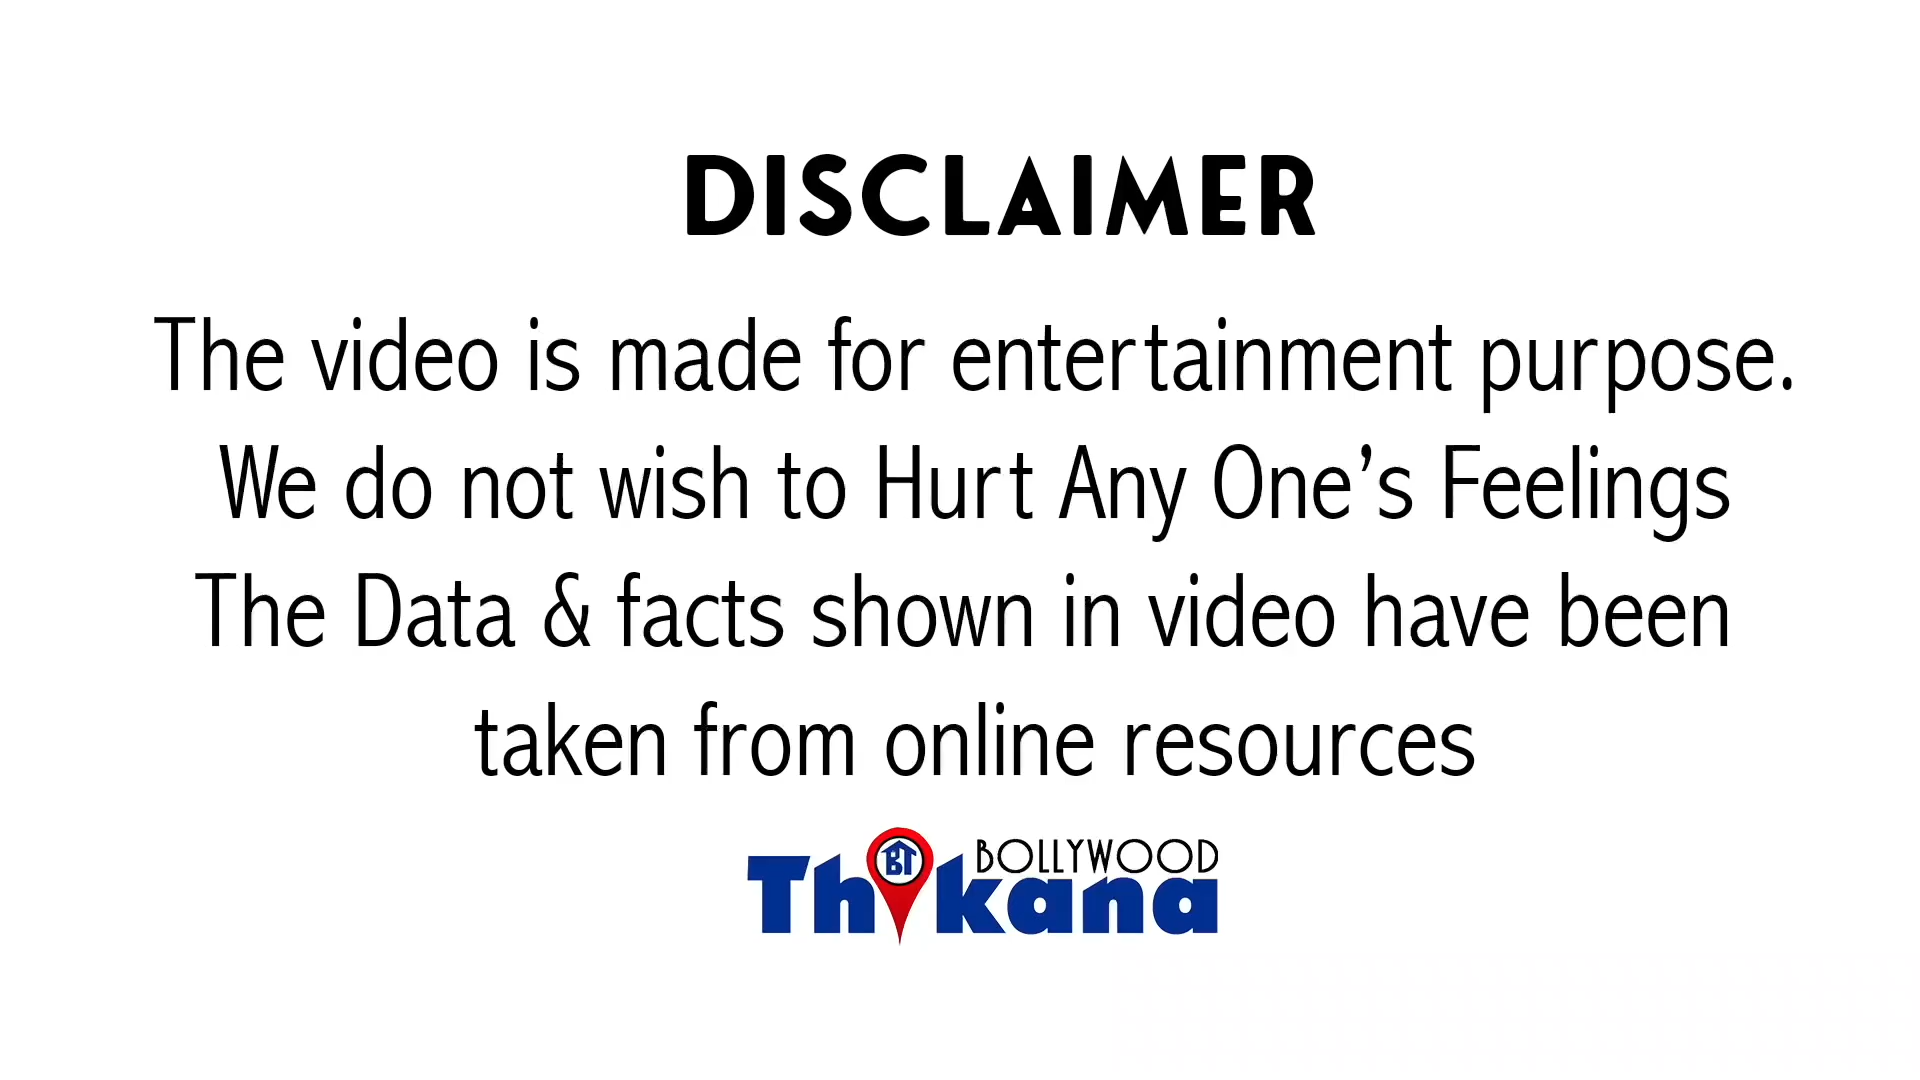 DISCLAIMER
The video is made for entertainment purpose.
We do not wish to Hurt Any One’s Feelings
The Data & facts shown in video have been
taken from online resources
BT BOLLYWOOD
Thikana